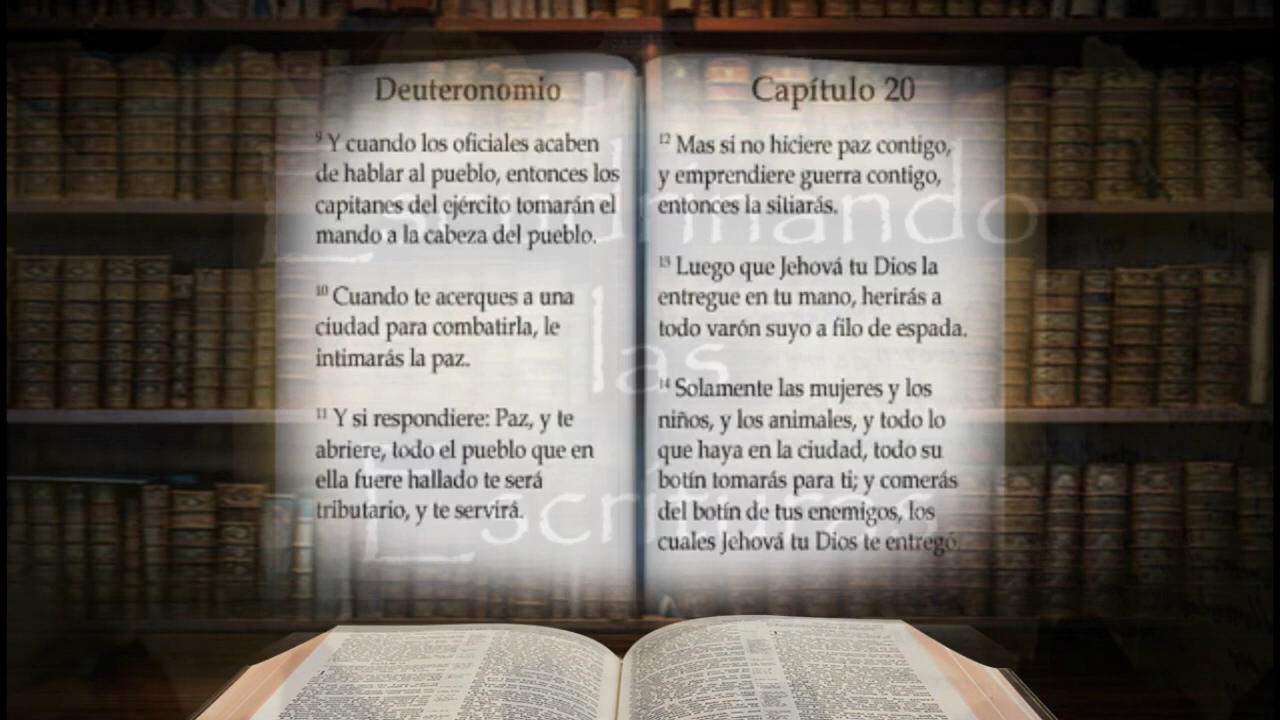 Deuteronomio
⁹ Y cuando los oficiales acaben
de hablar al pueblo, entonces los
capitanes del ejército tomarán el
mando a la cabeza del pueblo.
¹⁰ Cuando te acerques a una
ciudad para combatirla, le
intimarás la paz.
¹¹ Y si respondiere: Paz, y te
abriere, todo el pueblo que en
ella fuere hallado te será
tributario, y te servirá.
Capítulo 20
¹² Mas si no hiciere paz contigo,
y emprendiere guerra contigo,
entonces la sitiarás.
¹³ Luego que Jehová tu Dios la
entregue en tu mano, herirás a
todo varón suyo a filo de espada.
¹⁴ Solamente las mujeres y los
niños, y los animales, y todo lo
que haya en la ciudad, todo su
botín tomarás para ti; y comerás
del botín de tus enemigos, los
cuales Jehová tu Dios te entregó.
Escudriñando
las
Escrituras